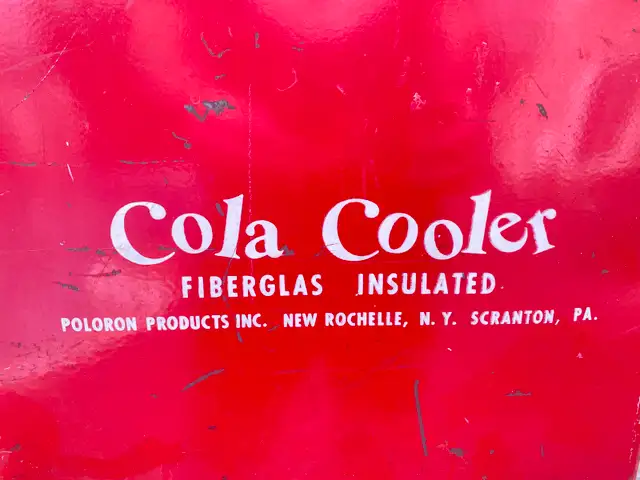 Cola Cooler
FIBERGLAS INSULATED
POLORON PRODUCTS INC. NEW ROCHELLE, N. Y. SCRANTON, PA.